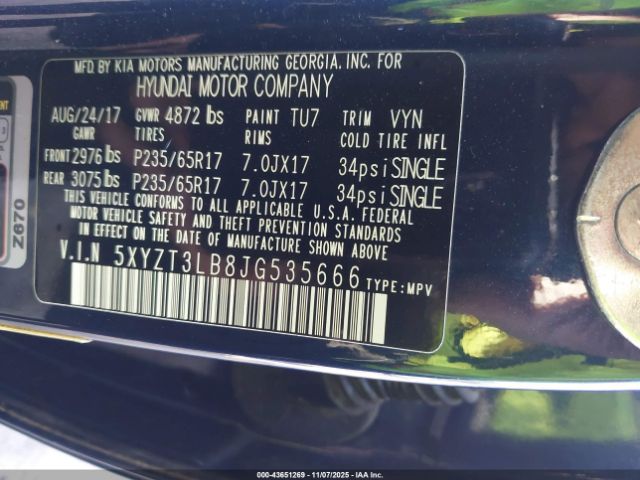 MFD. BY KIA MOTORS MANUFACTURING GEORGIA, INC. FOR
HYUNDAI MOTOR COMPANY
AUG/24/17 GVWR 4872 lbs PAINT TU7 TRIM VYN
GAWR TIRES RIMS COLD TIRE INFL
FRONT 2976 lbs P235/65R17 7.0JX17 34psi SINGLE
REAR 3075 lbs P235/65R17 7.0JX17 34psi SINGLE
THIS VEHICLE CONFORMS TO ALL APPLICABLE U.S.A. FEDERAL
MOTOR VEHICLE SAFETY AND THEFT PREVENTION STANDARDS
IN EFFECT ON THE DATE OF MANUFACTURE SHOWN ABOVE.
V.I.N 5XYZT3LB8JG535666 TYPE:MPV
Z670
000-43651269 - 11/07/2025 - IAA Inc.